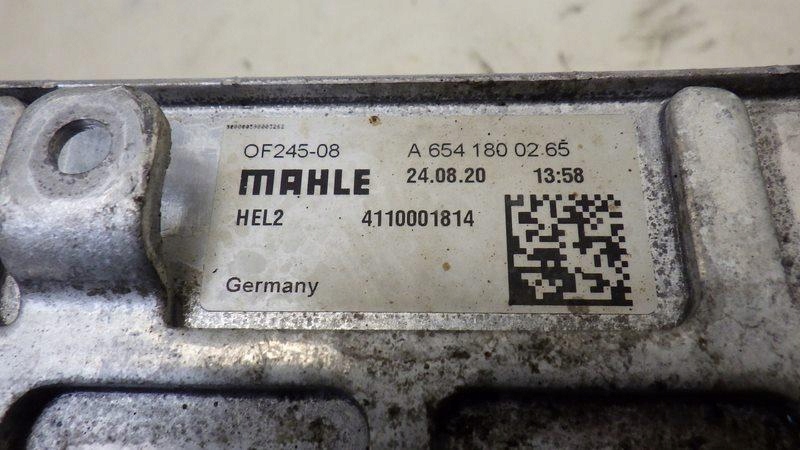 OF245-08 A 654 180 02.65
MAHLE 24.08.20 13:58
HEL2 4110001814
Germany